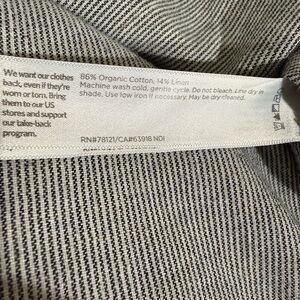 We want our clothes
back, even if they're
worn or torn. Bring
them to our US
stores and support
our take-back
program.
86% Organic Cotton, 14% Linen
Machine wash cold, gentle cycle. Do not bleach. Line dry in
shade. Use low iron if necessary. May be dry cleaned.
RN#78121/CA#63918 NDI